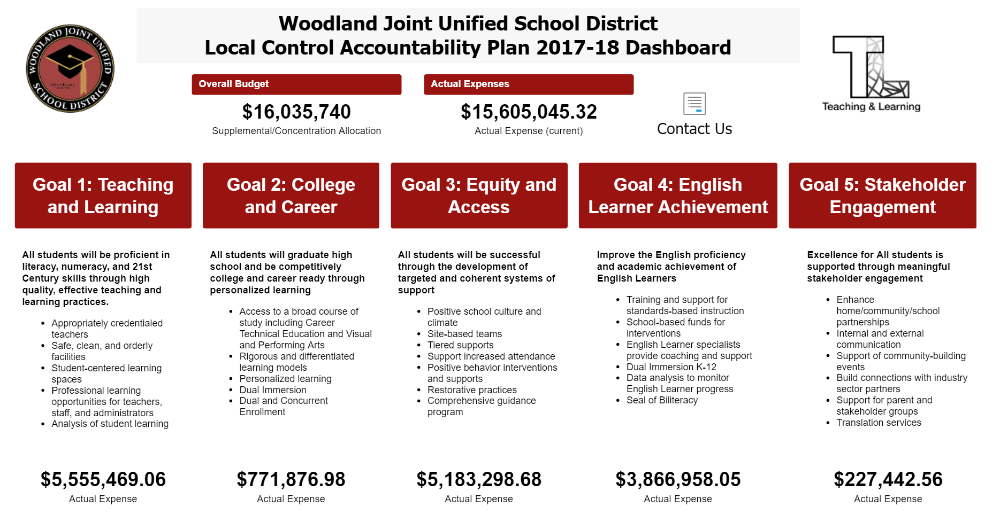 Woodland Joint Unified School District
Local Control Accountability Plan 2017-18 Dashboard
WOODLAND JOINT UNIFIED
SCHOOL DISTRICT
Overall Budget
$16,035,740
Supplemental/Concentration Allocation
Actual Expenses
$15,605,045.32
Actual Expense (current)
Contact Us
TL
Teaching & Learning
Goal 1: Teaching
and Learning
All students will be proficient in
literacy, numeracy, and 21st
Century skills through high
quality, effective teaching and
learning practices.
• Appropriately credentialed
teachers
• Safe, clean, and orderly
facilities
• Student-centered learning
spaces
• Professional learning
opportunities for teachers,
staff, and administrators
• Analysis of student learning
$5,555,469.06
Actual Expense
Goal 2: College
and Career
All students will graduate high
school and be competitively
college and career ready through
personalized learning
• Access to a broad course of
study including Career
Technical Education and Visual
and Performing Arts
• Rigorous and differentiated
learning models
• Personalized learning
• Dual Immersion
• Dual and Concurrent
Enrollment
$771,876.98
Actual Expense
Goal 3: Equity and
Access
All students will be successful
through the development of
targeted and coherent systems of
support
• Positive school culture and
climate
• Site-based teams
• Tiered supports
• Support increased attendance
• Positive behavior interventions
and supports
• Restorative practices
• Comprehensive guidance
program
$5,183,298.68
Actual Expense
Goal 4: English
Learner Achievement
Improve the English proficiency
and academic achievement of
English Learners
• Training and support for
standards-based instruction
• School-based funds for
interventions
• English Learner specialists
provide coaching and support
• Dual Immersion K-12
• Data analysis to monitor
English Learner progress
• Seal of Biliteracy
$3,866,958.05
Actual Expense
Goal 5: Stakeholder
Engagement
Excellence for All students is
supported through meaningful
stakeholder engagement
• Enhance
home/community/school
partnerships
• Internal and external
communication
• Support of community-building
events
• Build connections with industry
sector partners
• Support for parent and
stakeholder groups
• Translation services
$227,442.56
Actual Expense